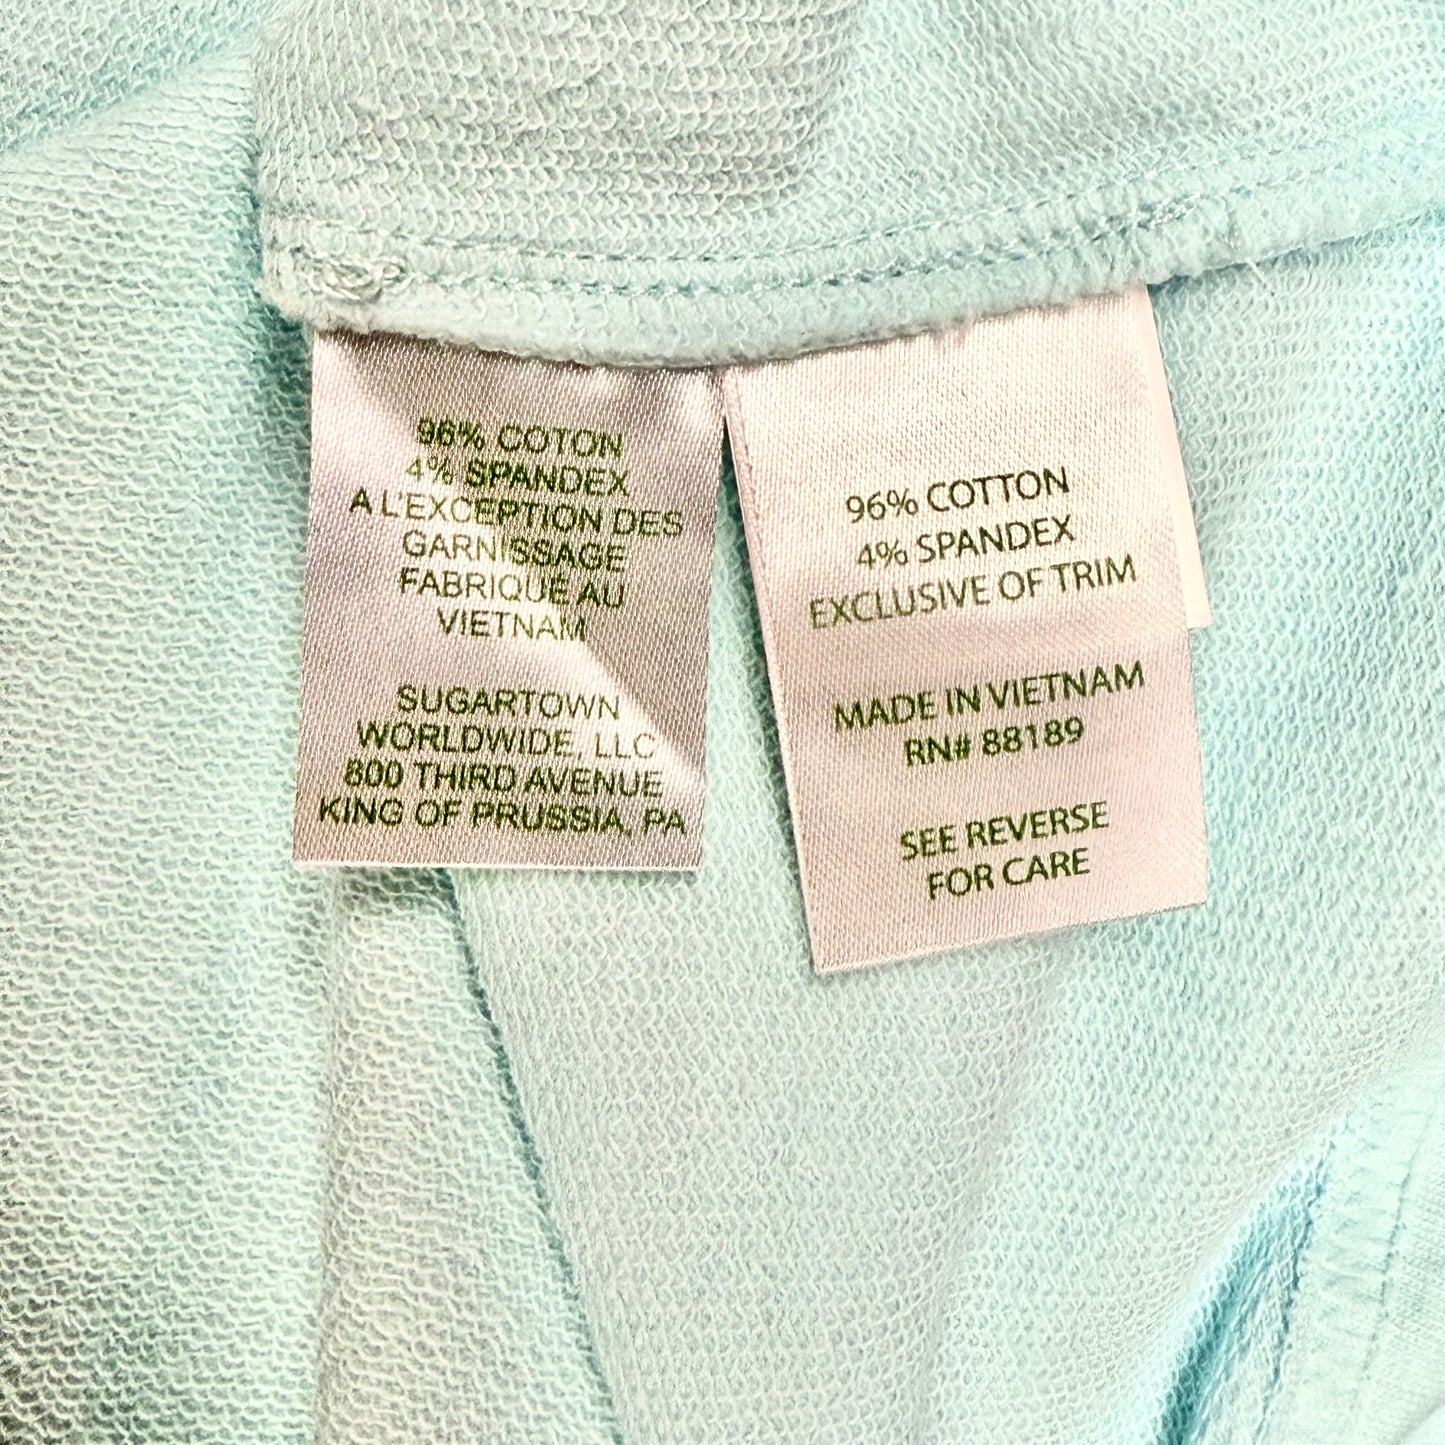 96% COTON
4% SPANDEX
A L'EXCEPTION DES
GARNISSAGE
FABRIQUÉ AU
VIETNAM
SUGARTOWN
WORLDWIDE, LLC
800 THIRD AVENUE
KING OF PRUSSIA, PA
96% COTTON
4% SPANDEX
EXCLUSIVE OF TRIM
MADE IN VIETNAM
RN# 88189
SEE REVERSE
FOR CARE